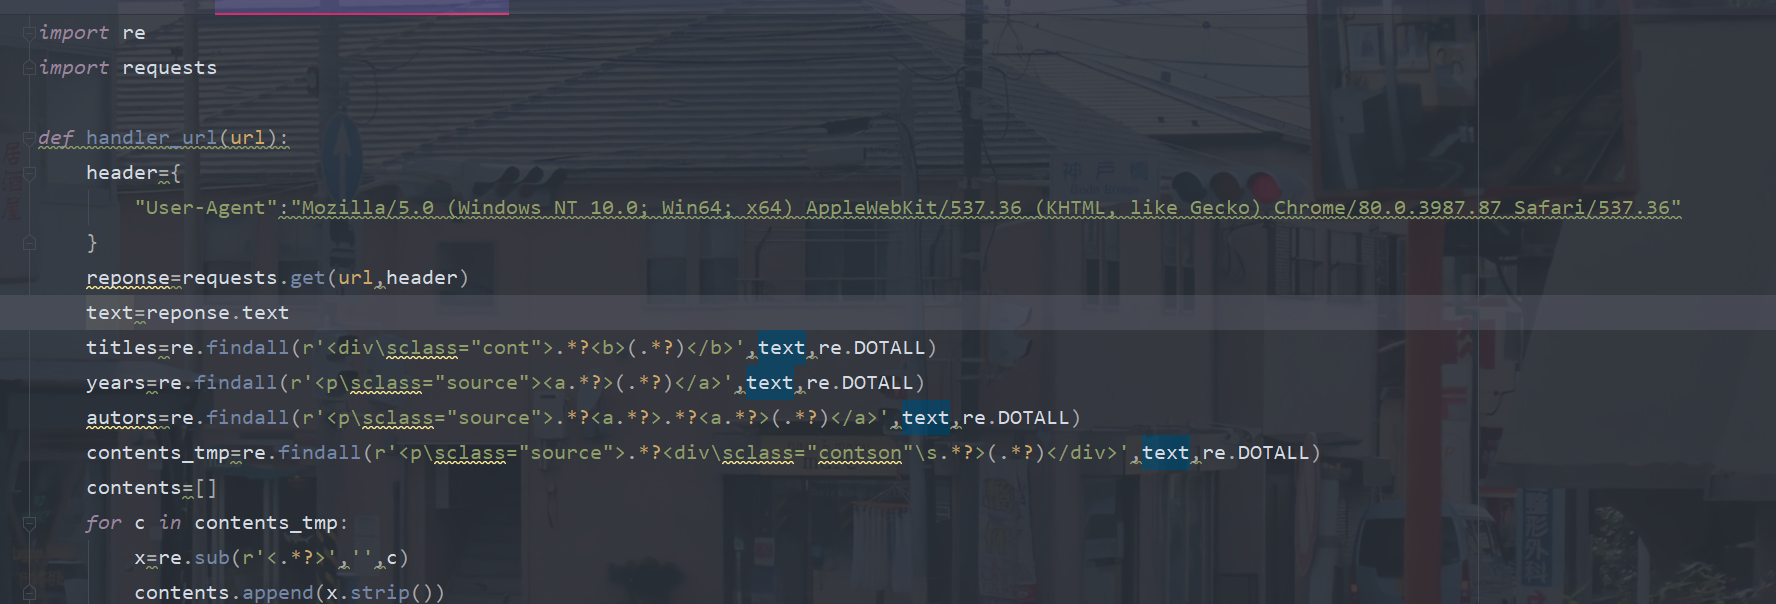 import re
import requests
def handler_url(url):
header={
"User-Agent":"Mozilla/5.0 (Windows NT 10.0; Win64; x64) AppleWebKit/537.36 (KHTML, like Gecko) Chrome/80.0.3987.87 Safari/537.36"
}
reponse=requests.get(url,header)
text=reponse.text
titles=re.findall(r'<div\sclass="cont">.*?<b>(.*?)</b>',text,re.DOTALL)
years=re.findall(r'<p\sclass="source"><a.*?>(.*?)</a>',text,re.DOTALL)
autors=re.findall(r'<p\sclass="source">.*?<a.*?>.*?<a.*?>(.*?)</a>',text,re.DOTALL)
contents_tmp=re.findall(r'<p\sclass="source">.*?<div\sclass="contson"\s.*?>(.*?)</div>',text,re.DOTALL)
contents=[]
for c in contents_tmp:
x=re.sub(r'<.*?>','',c)
contents.append(x.strip())